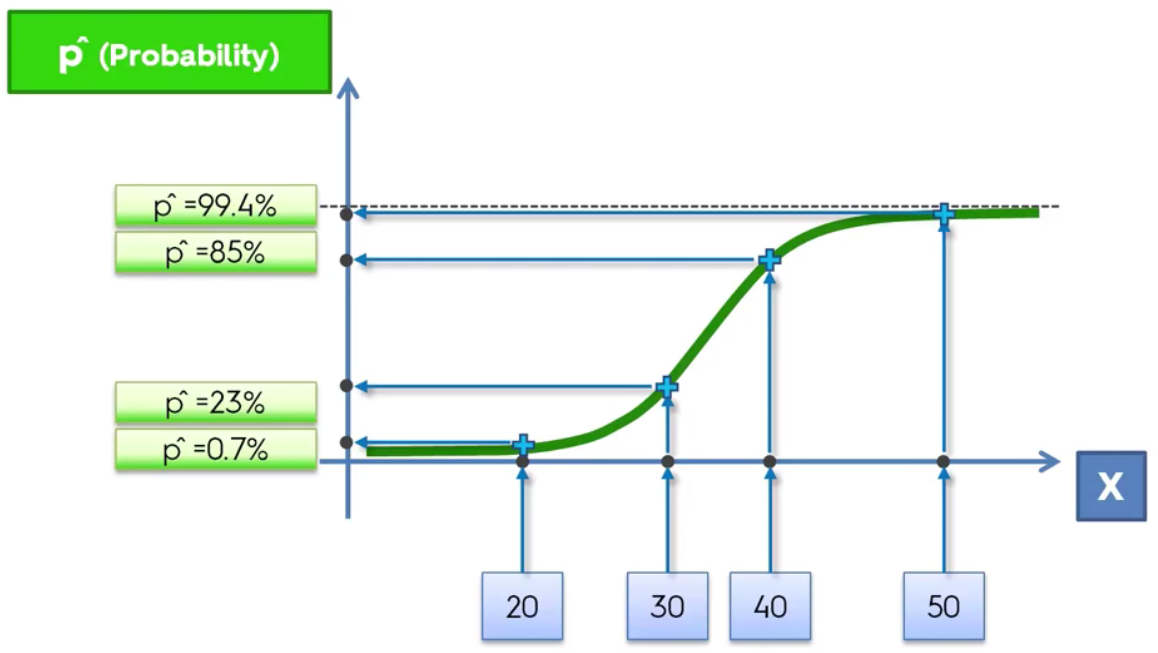 p^ (Probability)
p^ =99.4%
p^ =85%
p^ =23%
p^ =0.7%
X
20
30
40
50